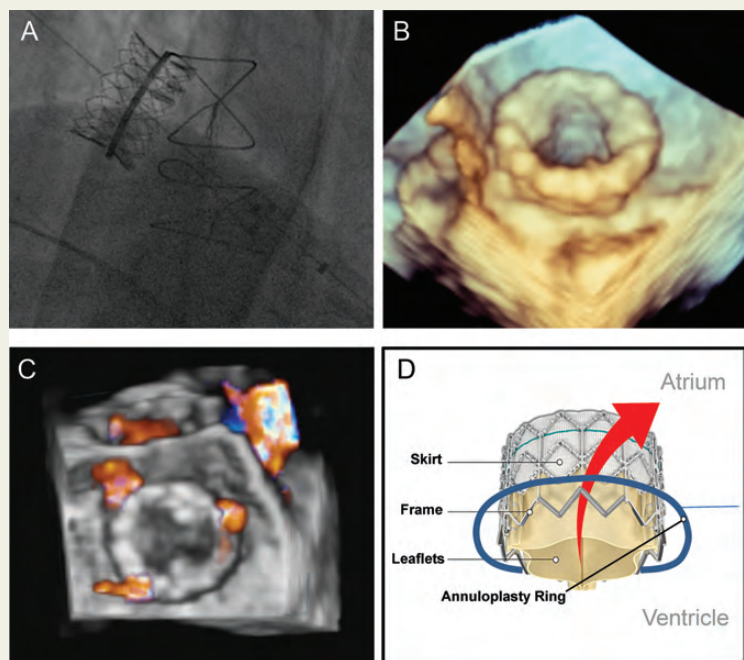 A
B
C
D
Atrium
Skirt
Frame
Leaflets
Annuloplasty Ring
Ventricle